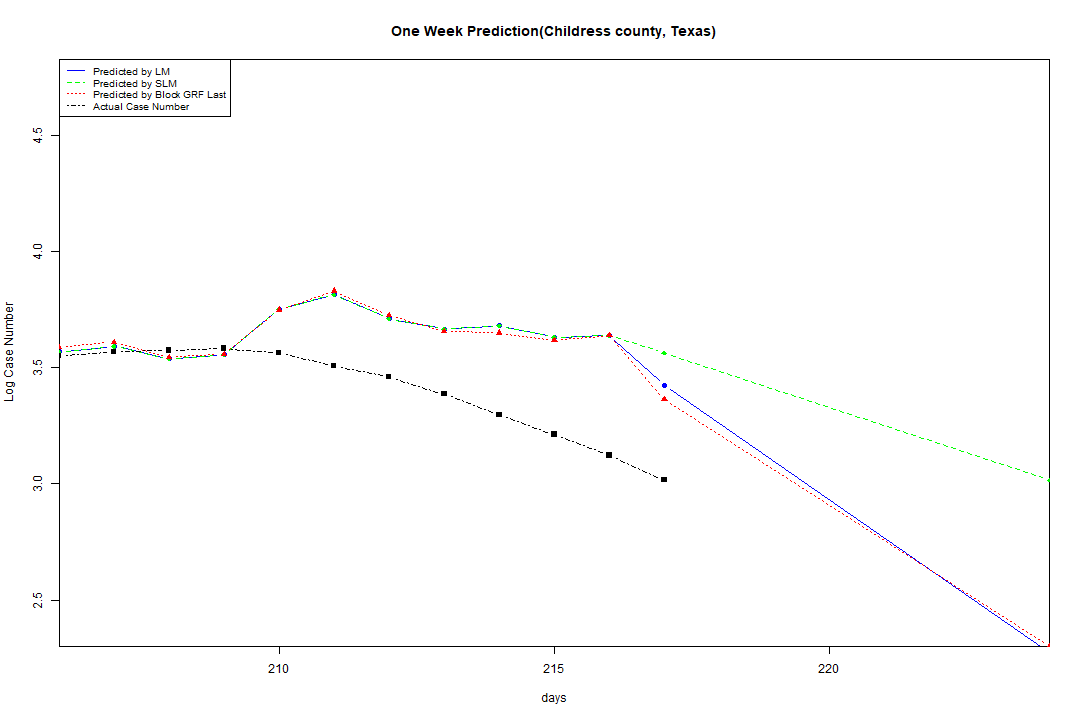 One Week Prediction(Childress county, Texas)
Predicted by LM
Predicted by SLM
Predicted by Block GRF Last
Actual Case Number
4.5
4.0
3.5
3.0
2.5
Log Case Number
210
215
220
days